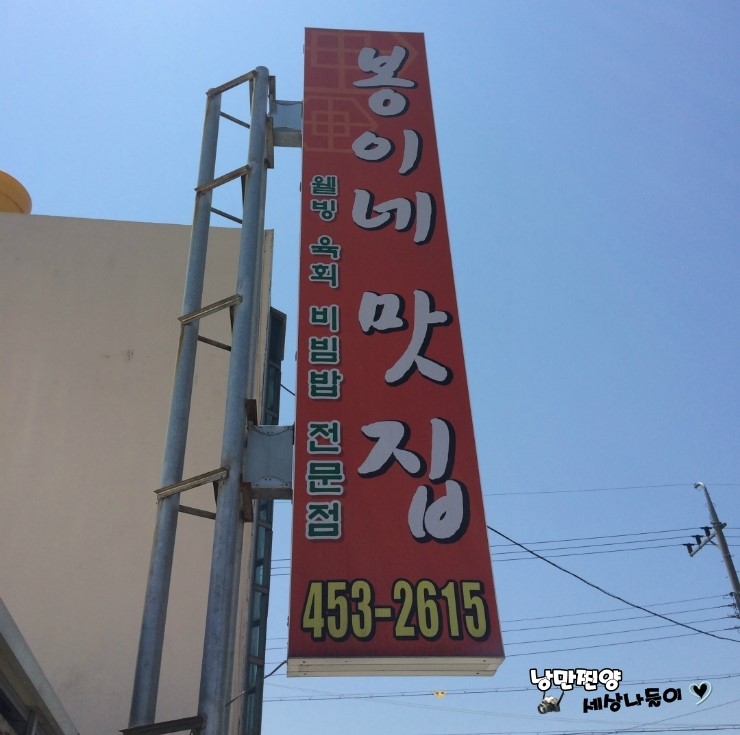 봉이네 맛집
웰빙 육회 비빔밥 전문점
453-2615
낭만찐양
세상나듦이